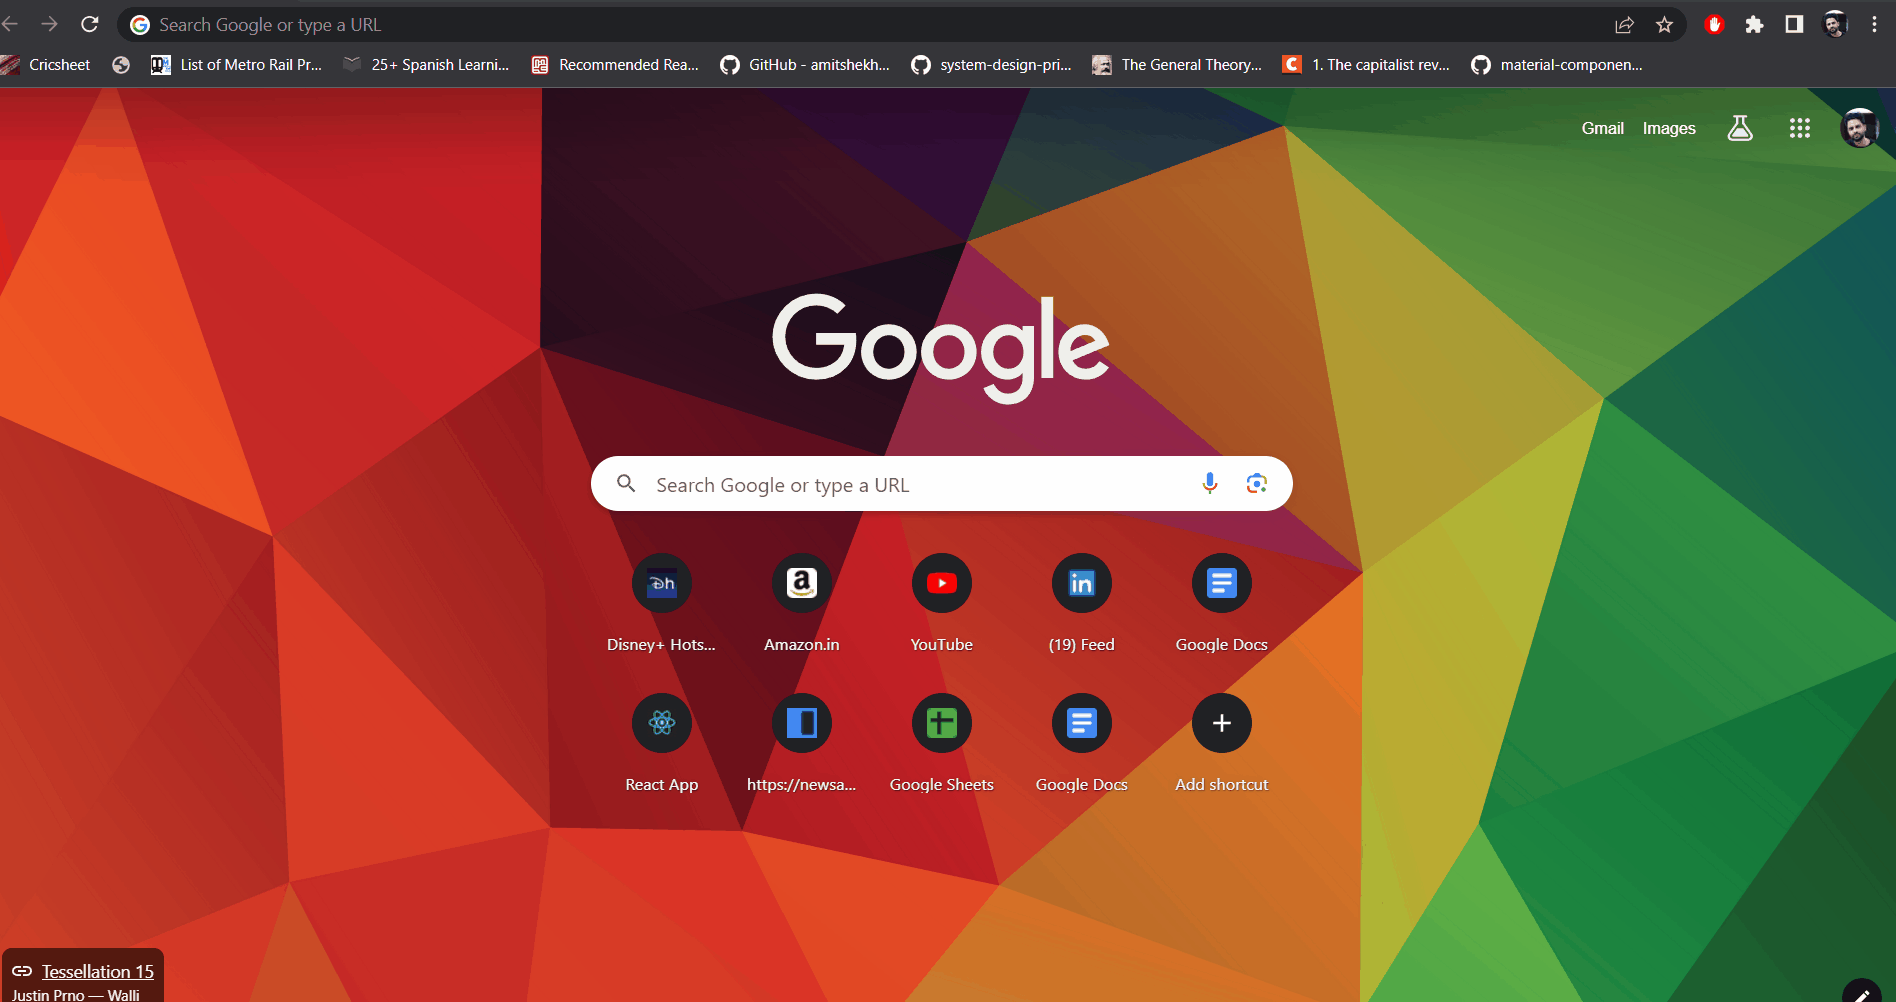 Search Google or type a URL
Cricsheet
List of Metro Rail Pr...
25+ Spanish Learni...
Recommended Rea...
GitHub - amitshekh...
system-design-pri...
The General Theory...
1. The capitalist rev...
material-componen...
Gmail
Images
Google
Search Google or type a URL
Disney+ Hots...
Amazon.in
YouTube
(19) Feed
Google Docs
React App
https://newsa...
Google Sheets
Google Docs
Add shortcut
Tessellation 15
Justin Prno — Walli